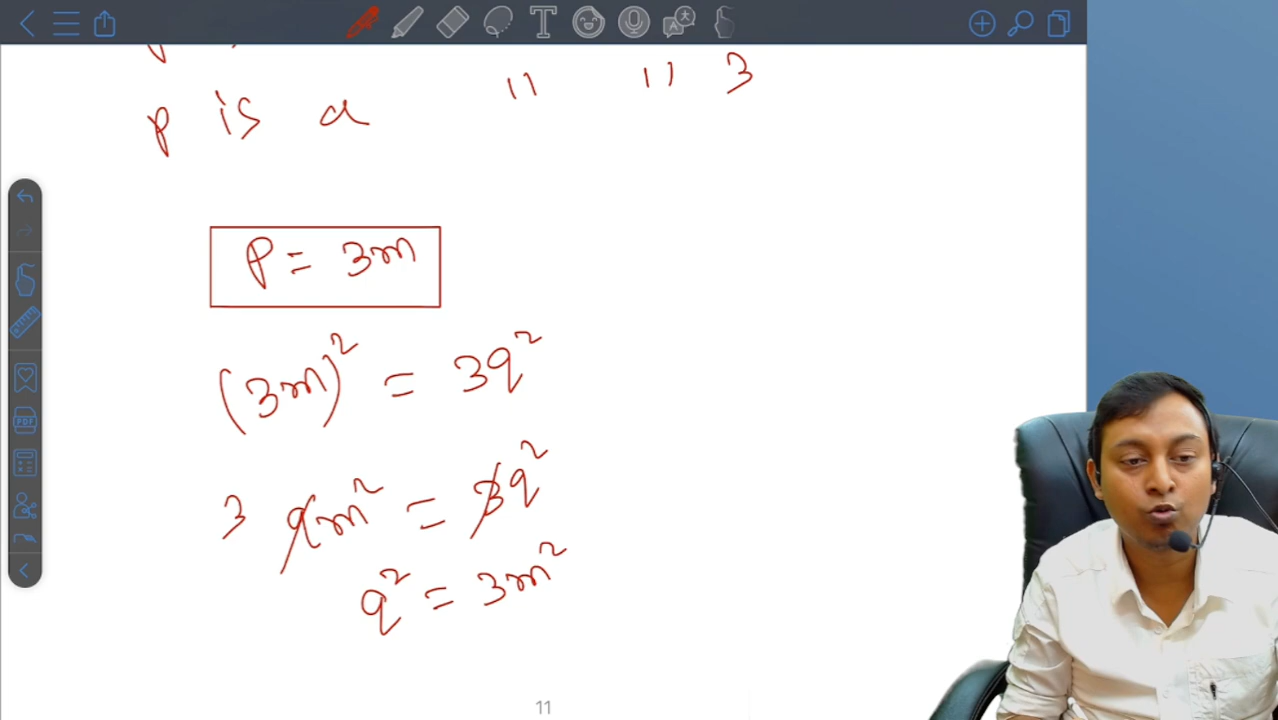 p is a " " 3
P = 3m
(3m)² = 3q²
3 9m² = 3q²
q² = 3m²
11